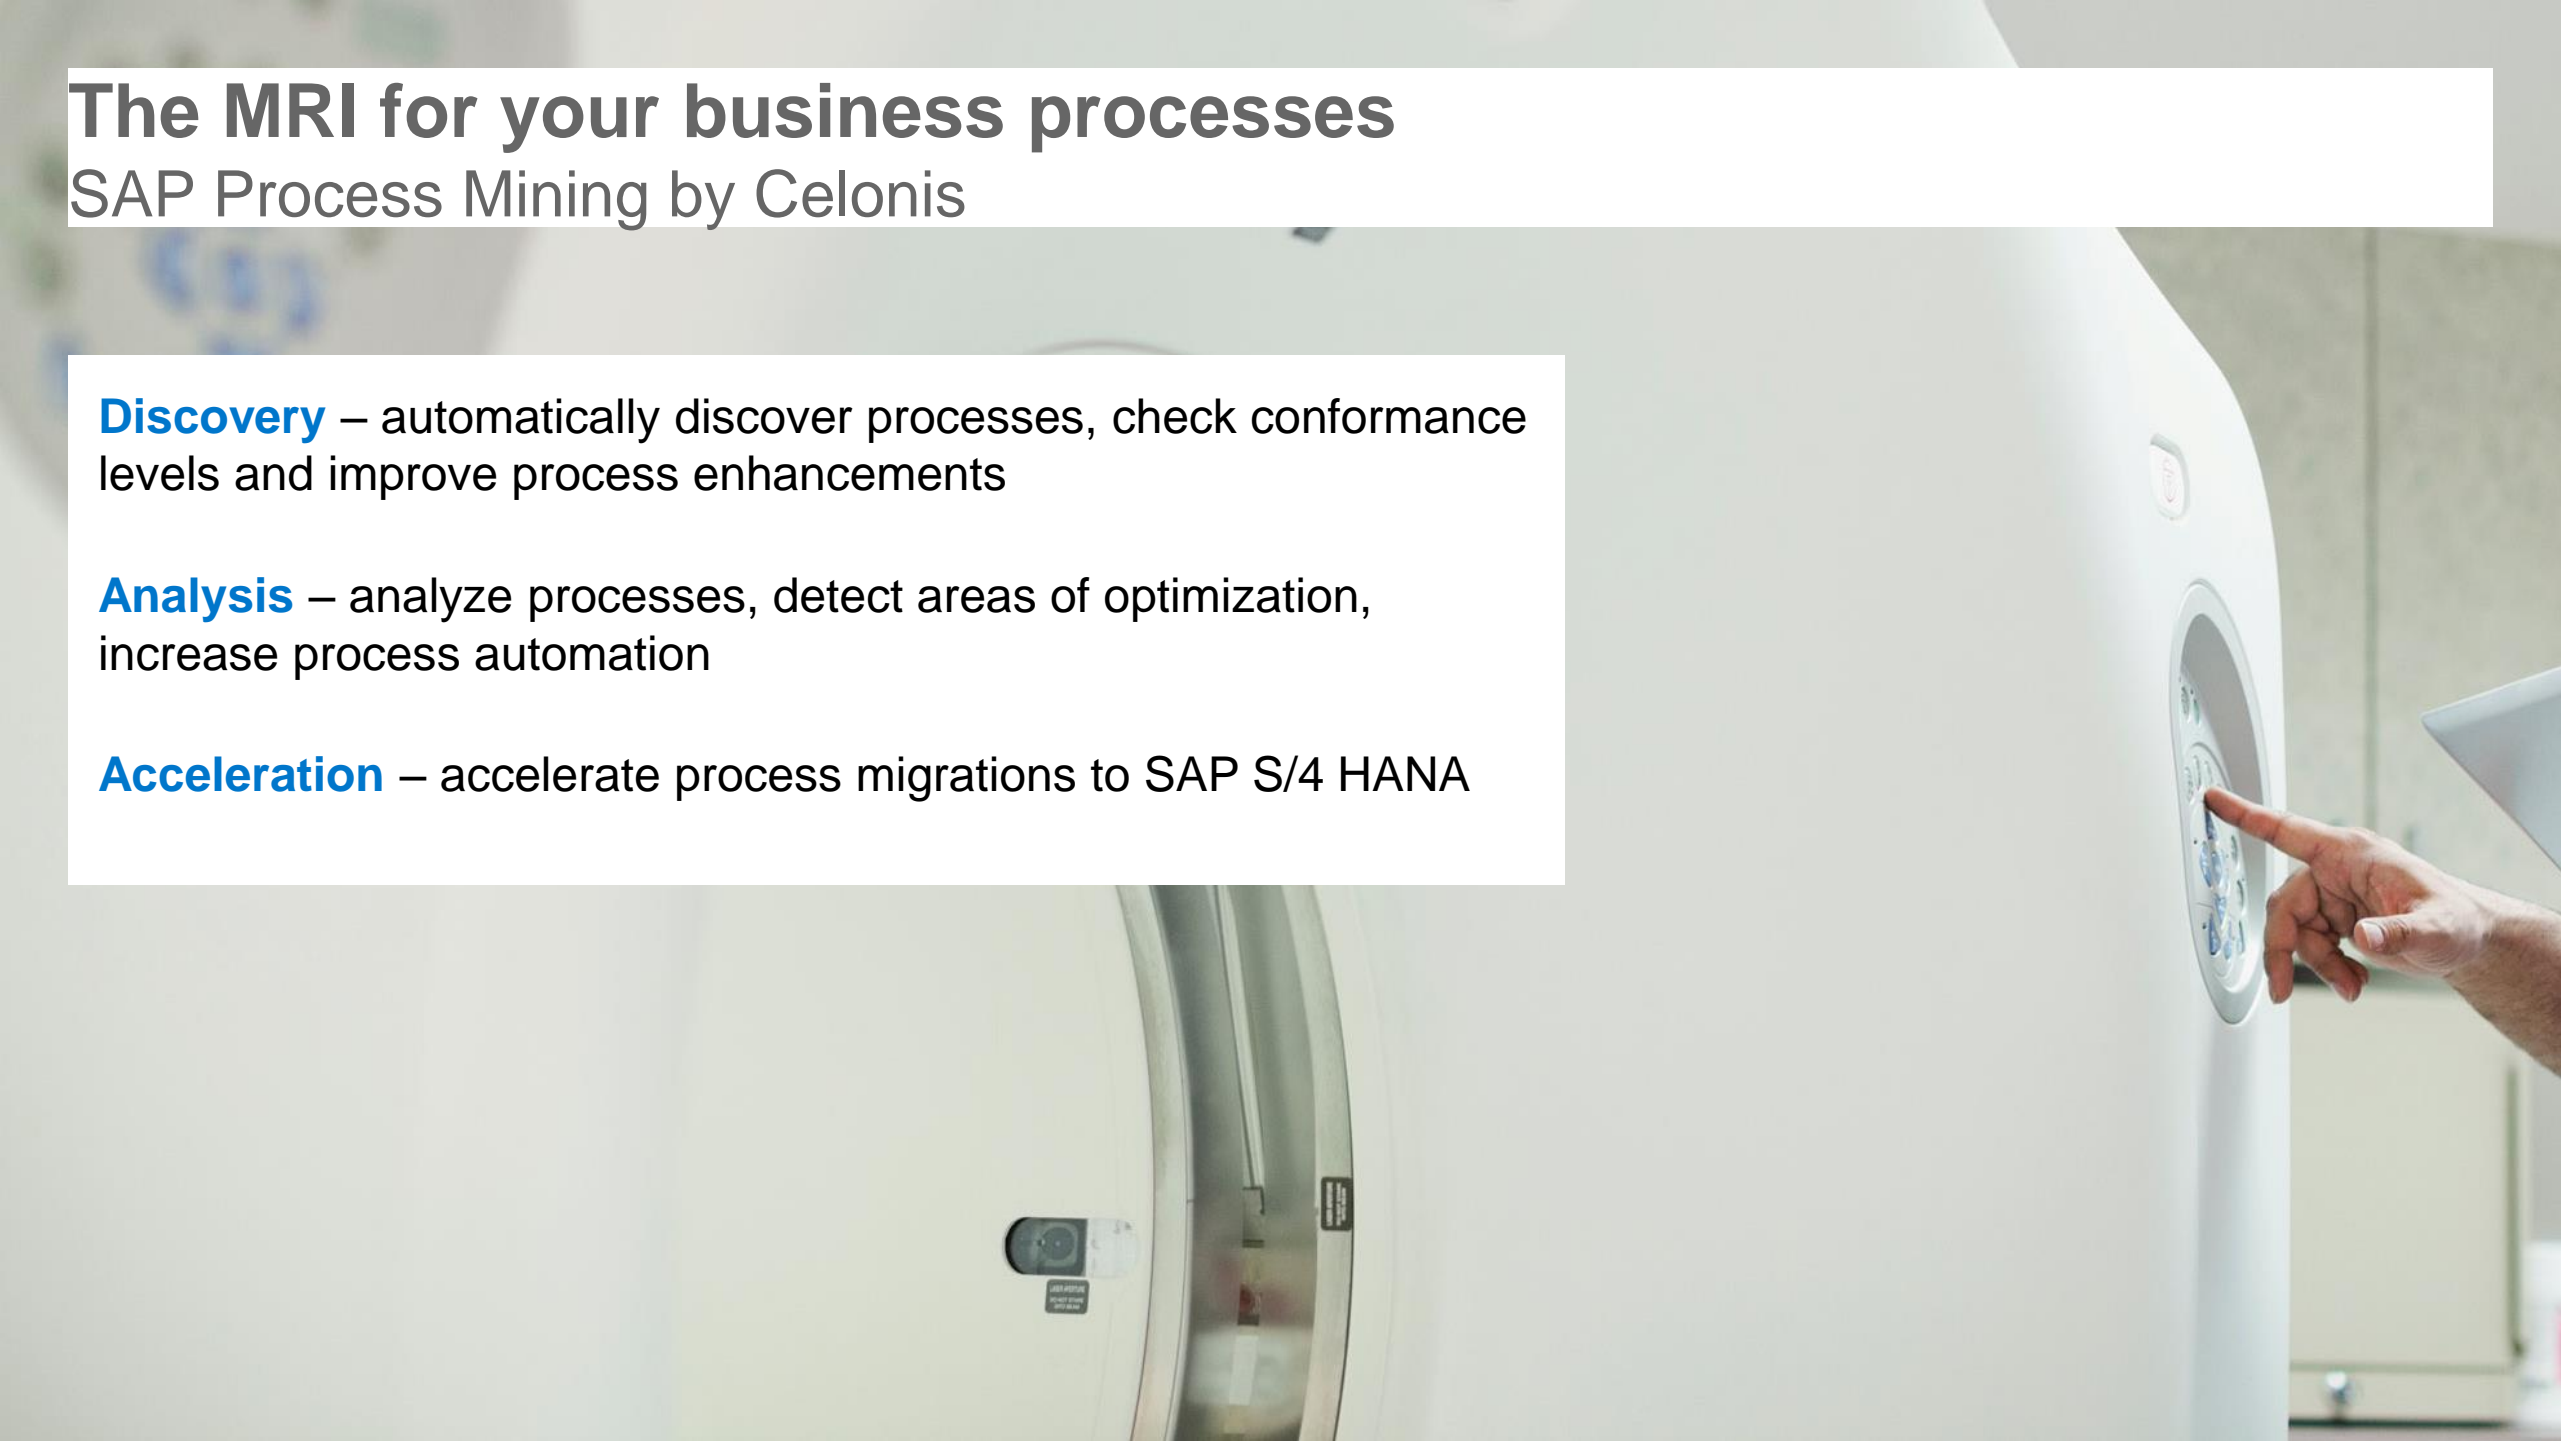 The MRI for your business processes
SAP Process Mining by Celonis
Discovery – automatically discover processes, check conformance
levels and improve process enhancements
Analysis – analyze processes, detect areas of optimization,
increase process automation
Acceleration – accelerate process migrations to SAP S/4 HANA